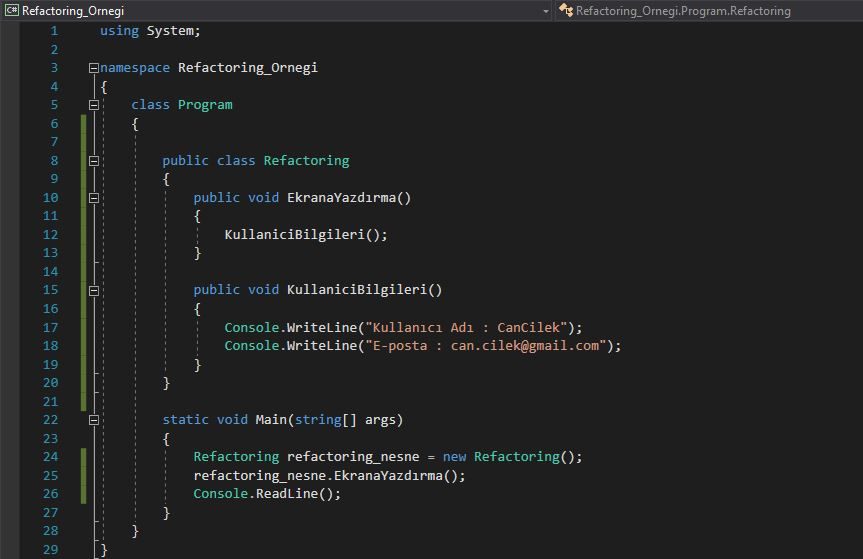 C# Refactoring_Ornegi Refactoring_Ornegi.Program.Refactoring
1 using System;
2
3 namespace Refactoring_Ornegi
4 {
5 class Program
6 {
7
8 public class Refactoring
9 {
10 public void EkranaYazdırma()
11 {
12 KullaniciBilgileri();
13 }
14
15 public void KullaniciBilgileri()
16 {
17 Console.WriteLine("Kullanıcı Adı : CanCilek");
18 Console.WriteLine("E-posta : can.cilek@gmail.com");
19 }
20 }
21
22 static void Main(string[] args)
23 {
24 Refactoring refactoring_nesne = new Refactoring();
25 refactoring_nesne.EkranaYazdırma();
26 Console.ReadLine();
27 }
28 }
29 }